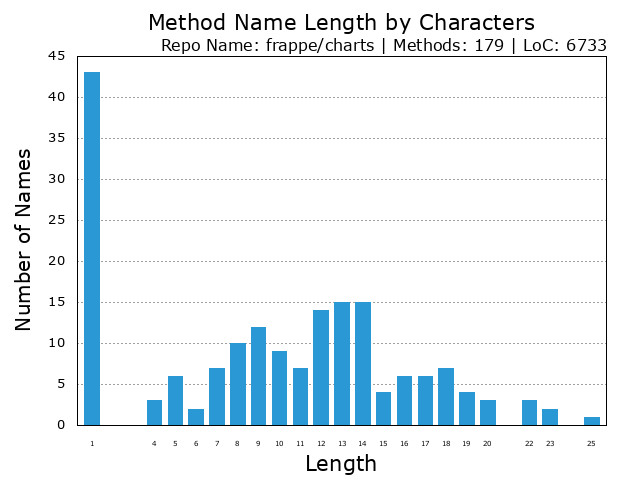 Method Name Length by Characters
Repo Name: frappe/charts | Methods: 179 | LoC: 6733
Number of Names
45
40
35
30
25
20
15
10
5
0
1 4 5 6 7 8 9 10 11 12 13 14 15 16 17 18 19 20 22 23 25
Length